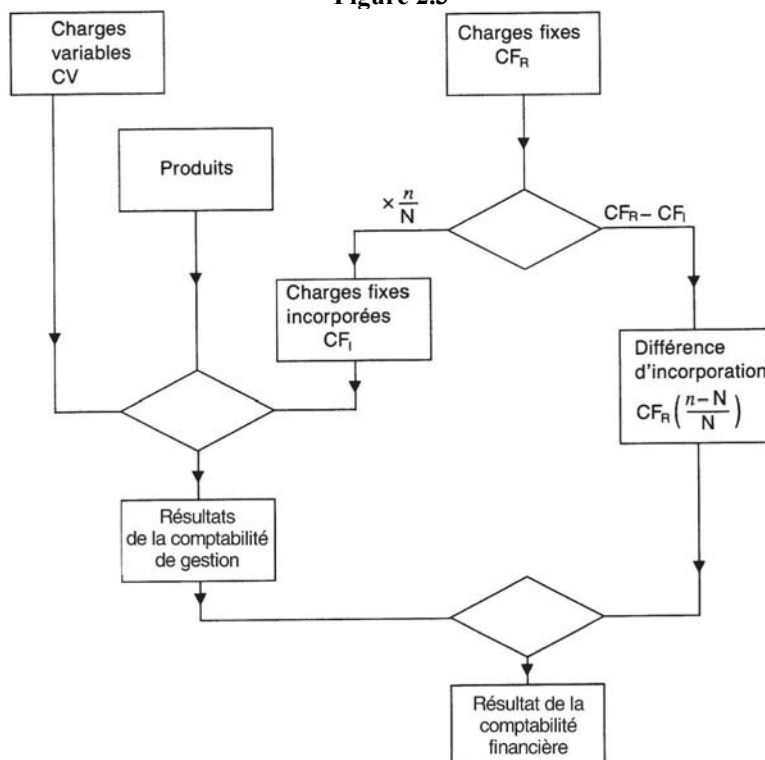 Figure 2.3
Charges
variables
CV
Charges fixes
CF_R
Produits
× n/N
CF_R – CF_I
Charges fixes
incorporées
CF_I
Différence
d'incorporation
CF_R ( n–N / N )
Résultats
de la comptabilité
de gestion
Résultat de la
comptabilité
financière